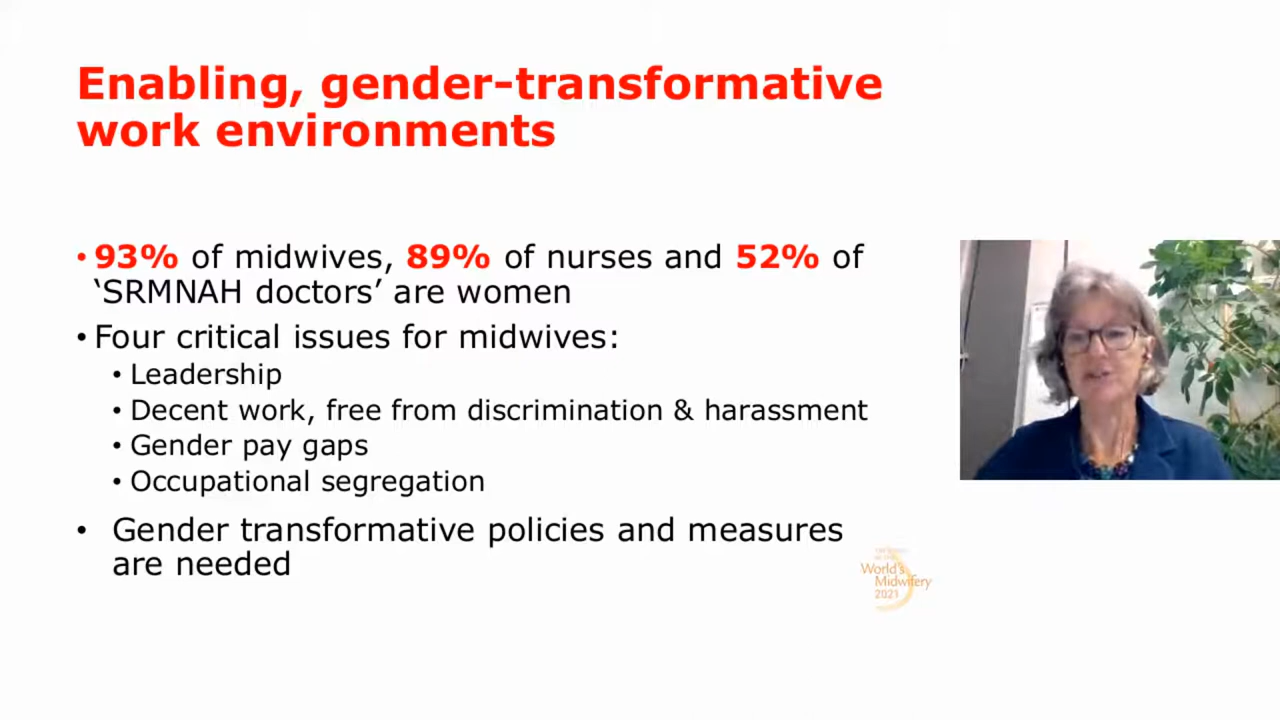 Enabling, gender-transformative
work environments
• 93% of midwives, 89% of nurses and 52% of
‘SRMNAH doctors’ are women
• Four critical issues for midwives:
• Leadership
• Decent work, free from discrimination & harassment
• Gender pay gaps
• Occupational segregation
• Gender transformative policies and measures
are needed
World's
Midwifery
2021